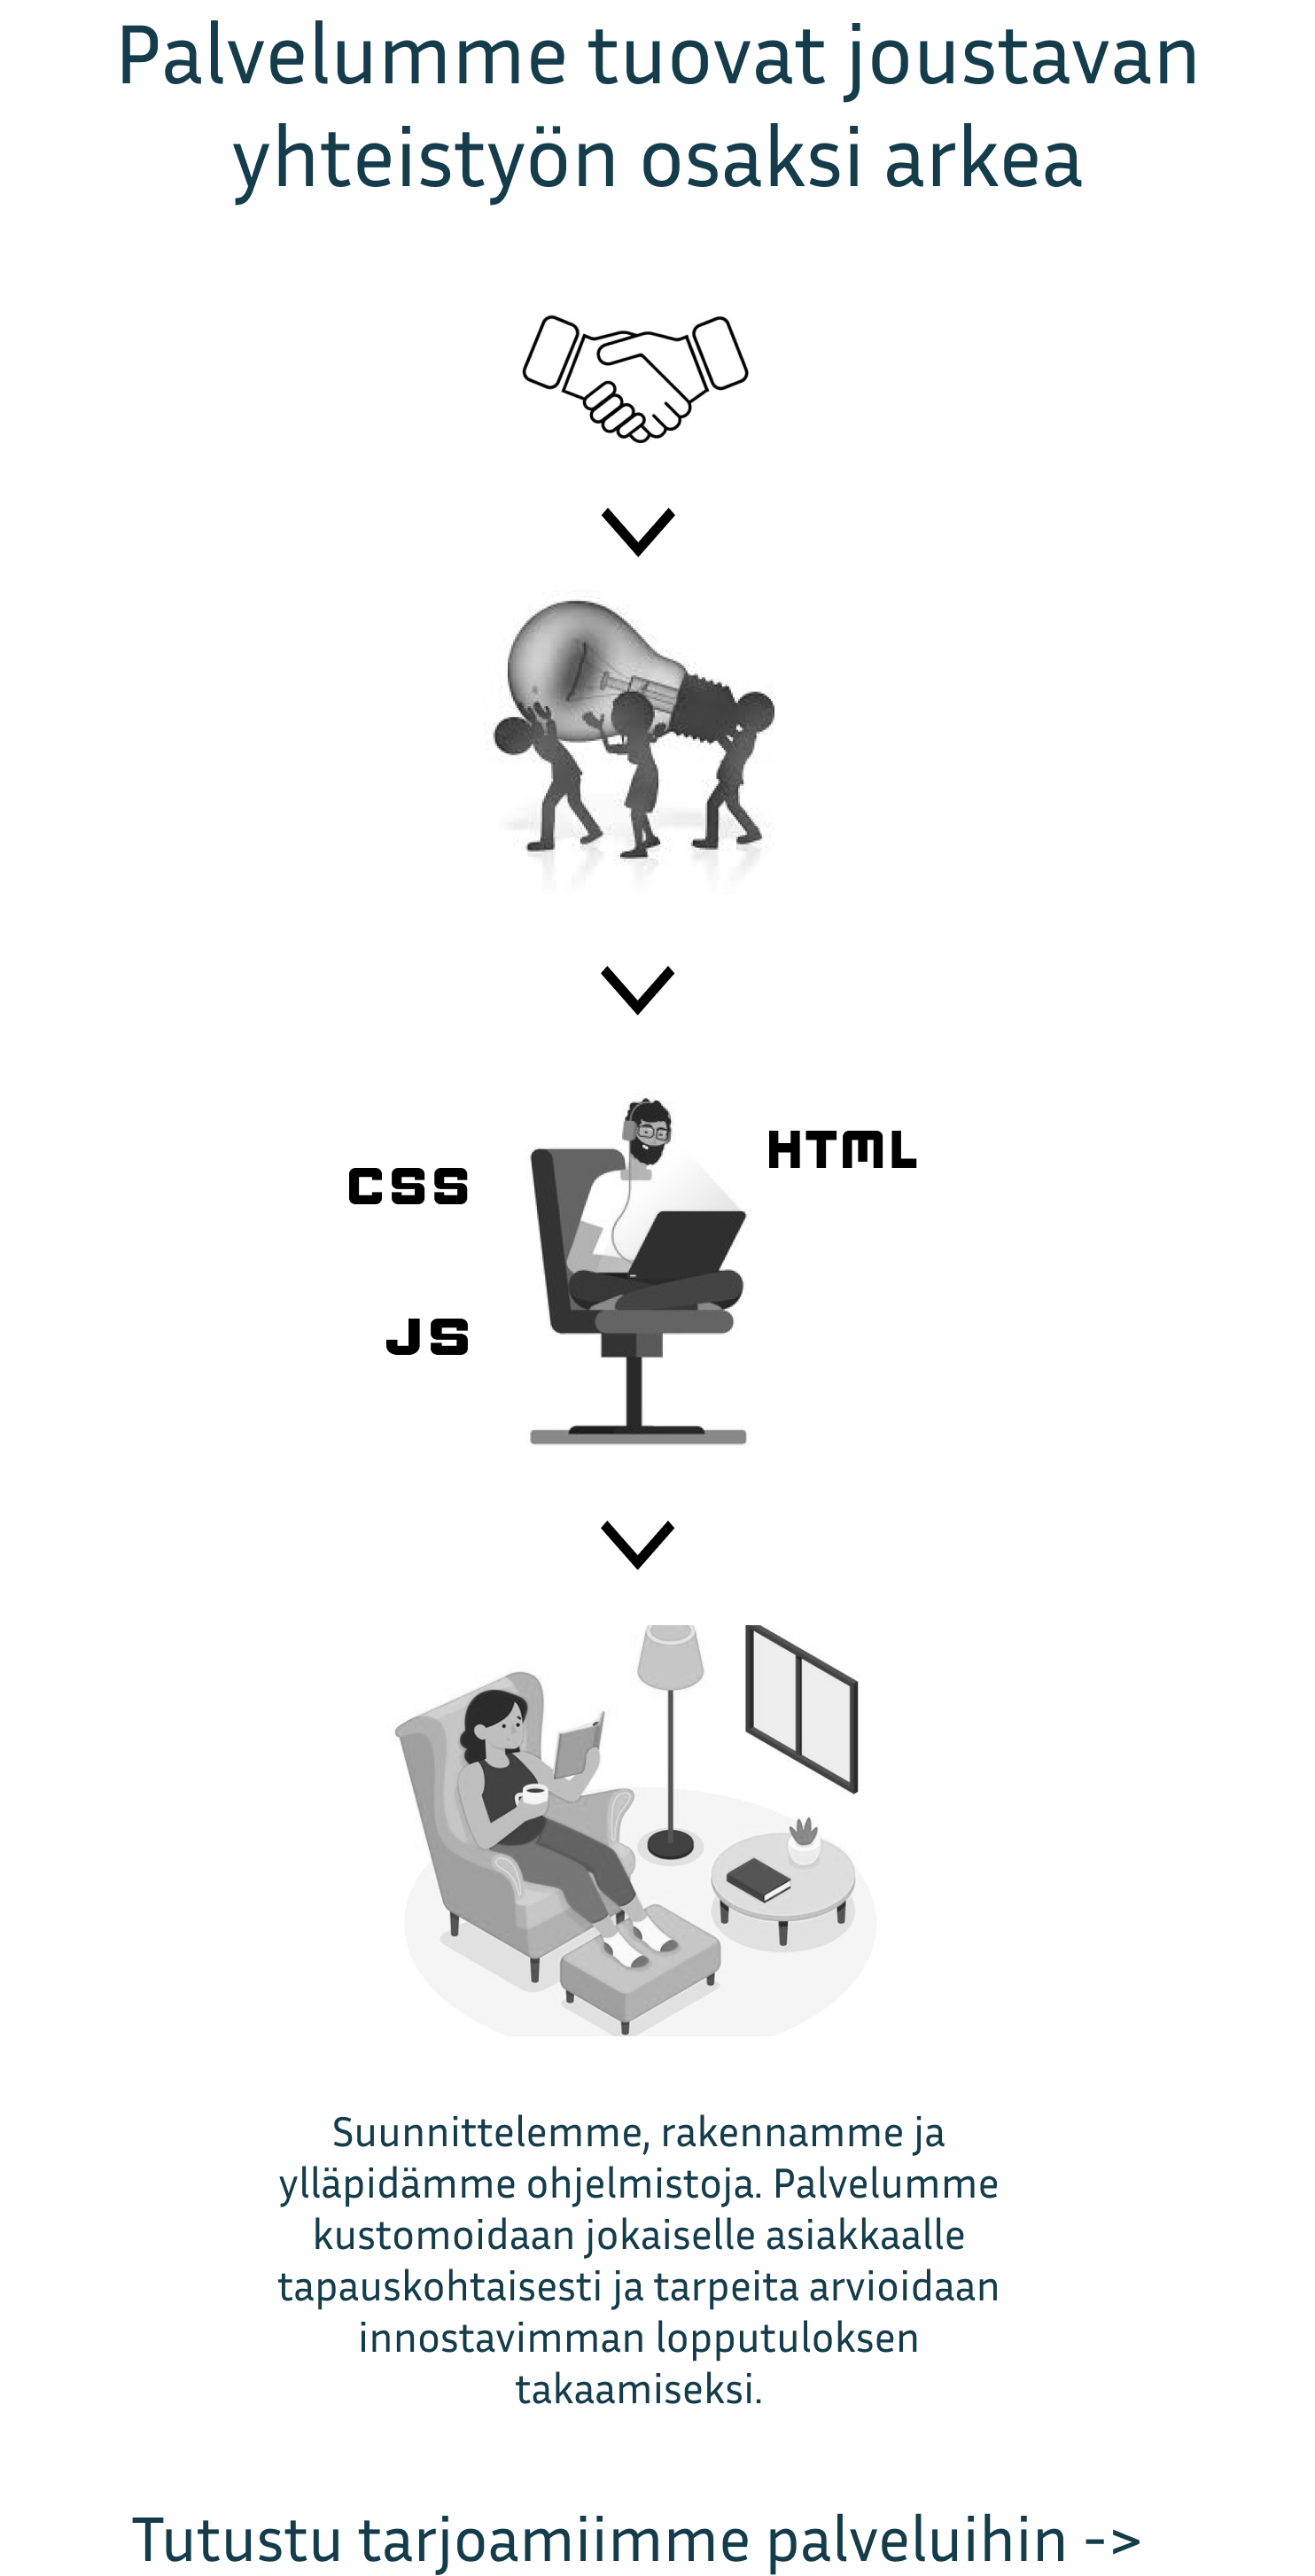 Palvelumme tuovat joustavan
yhteistyön osaksi arkea
HTML
CSS
JS
Suunnittelemme, rakennamme ja
ylläpidämme ohjelmistoja. Palvelumme
kustomoidaan jokaiselle asiakkaalle
tapauskohtaisesti ja tarpeita arvioidaan
innostavimman lopputuloksen
takaamiseksi.
Tutustu tarjoamiimme palveluihin ->